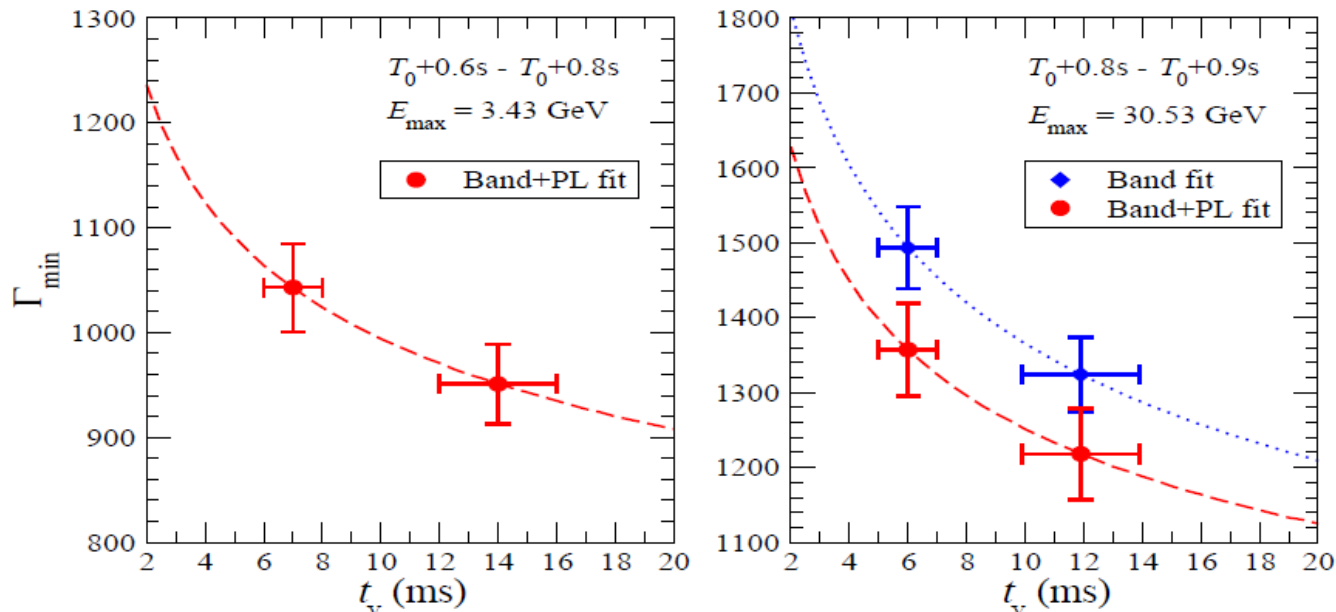 1300
1200
1100
1000
900
800
Γmin
2 4 6 8 10 12 14 16 18 20
tv (ms)
T0+0.6s - T0+0.8s
Emax = 3.43 GeV
Band+PL fit
1800
1700
1600
1500
1400
1300
1200
1100
2 4 6 8 10 12 14 16 18 20
tv (ms)
T0+0.8s - T0+0.9s
Emax = 30.53 GeV
Band fit
Band+PL fit